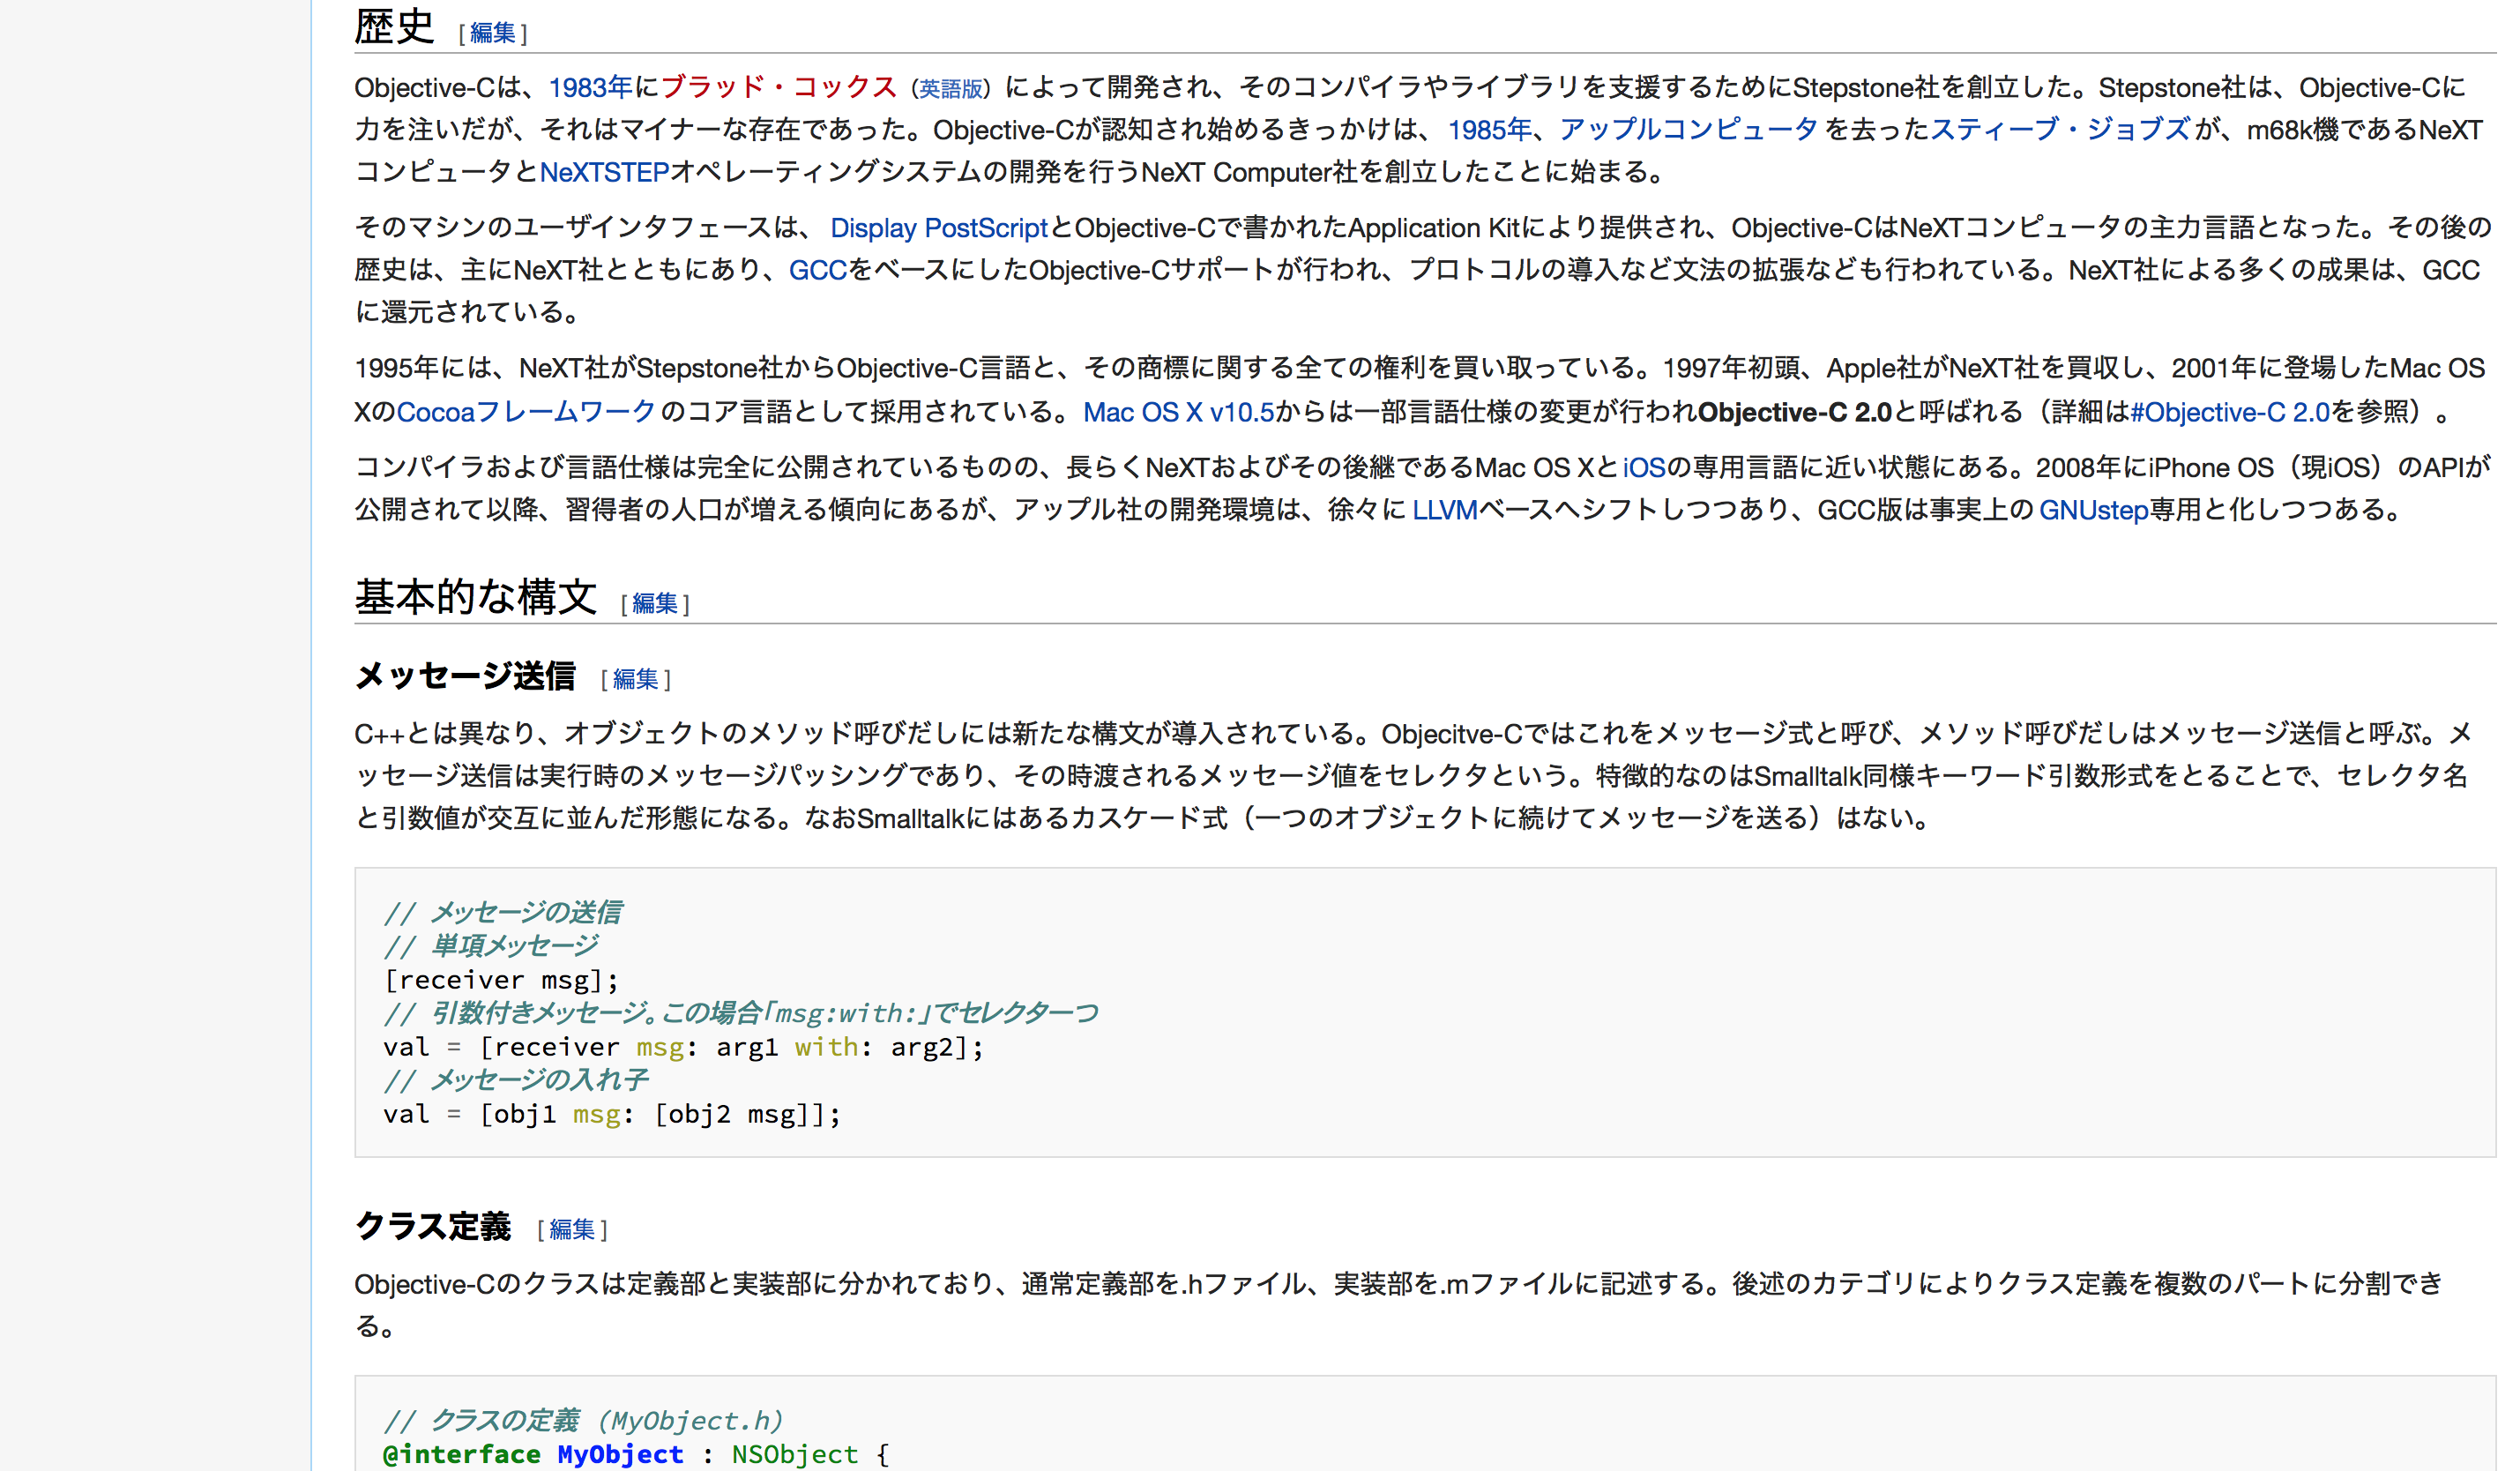 歴史 [編集]
Objective-Cは、1983年にブラッド・コックス（英語版）によって開発され、そのコンパイラやライブラリを支援するためにStepstone社を創立した。Stepstone社は、Objective-Cに
力を注いだが、それはマイナーな存在であった。Objective-Cが認知され始めるきっかけは、1985年、アップルコンピュータを去ったスティーブ・ジョブズが、m68k機であるNeXT
コンピュータとNeXTSTEPオペレーティングシステムの開発を行うNeXT Computer社を創立したことに始まる。
そのマシンのユーザインタフェースは、Display PostScriptとObjective-Cで書かれたApplication Kitにより提供され、Objective-CはNeXTコンピュータの主力言語となった。その後の
歴史は、主にNeXT社とともにあり、GCCをベースにしたObjective-Cサポートが行われ、プロトコルの導入など文法の拡張なども行われている。NeXT社による多くの成果は、GCC
に還元されている。
1995年には、NeXT社がStepstone社からObjective-C言語と、その商標に関する全ての権利を買い取っている。1997年初頭、Apple社がNeXT社を買収し、2001年に登場したMac OS
XのCocoaフレームワークのコア言語として採用されている。Mac OS X v10.5からは一部言語仕様の変更が行われObjective-C 2.0と呼ばれる（詳細は#Objective-C 2.0を参照）。
コンパイラおよび言語仕様は完全に公開されているものの、長らくNeXTおよびその後継であるMac OS XとiOSの専用言語に近い状態にある。2008年にiPhone OS（現iOS）のAPIが
公開されて以降、習得者の人口が増える傾向にあるが、アップル社の開発環境は、徐々にLLVMベースへシフトしつつあり、GCC版は事実上のGNUstep専用と化しつつある。
基本的な構文 [編集]
メッセージ送信 [編集]
C++とは異なり、オブジェクトのメソッド呼びだしには新たな構文が導入されている。Objecitve-Cではこれをメッセージ式と呼び、メソッド呼びだしはメッセージ送信と呼ぶ。メ
ッセージ送信は実行時のメッセージパッシングであり、その時渡されるメッセージ値をセレクタという。特徴的なのはSmalltalk同様キーワード引数形式をとることで、セレクタ名
と引数値が交互に並んだ形態になる。なおSmalltalkにはあるカスケード式（一つのオブジェクトに続けてメッセージを送る）はない。
// メッセージの送信
// 単項メッセージ
[receiver msg];
// 引数付きメッセージ。この場合「msg:with:」でセレクタ一つ
val = [receiver msg: arg1 with: arg2];
// メッセージの入れ子
val = [obj1 msg: [obj2 msg]];
クラス定義 [編集]
Objective-Cのクラスは定義部と実装部に分かれており、通常定義部を.hファイル、実装部を.mファイルに記述する。後述のカテゴリによりクラス定義を複数のパートに分割でき
る。
// クラスの定義 (MyObject.h)
@interface MyObject : NSObject {